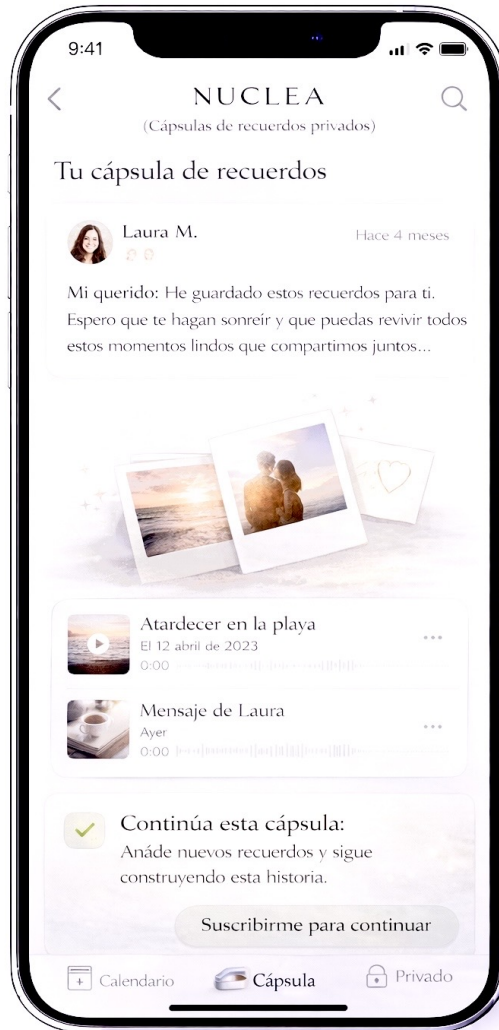 9:41
NUCLEA
(Cápsulas de recuerdos privados)
Tu cápsula de recuerdos
Laura M.
Hace 4 meses
Mi querido: He guardado estos recuerdos para ti.
Espero que te hagan sonreír y que puedas revivir todos
estos momentos lindos que compartimos juntos...
Atardecer en la playa
El 12 abril de 2023
0:00
Mensaje de Laura
Ayer
0:00
Continúa esta cápsula:
Anáde nuevos recuerdos y sigue
construyendo esta historia.
Suscribirme para continuar
Calendario
Cápsula
Privado